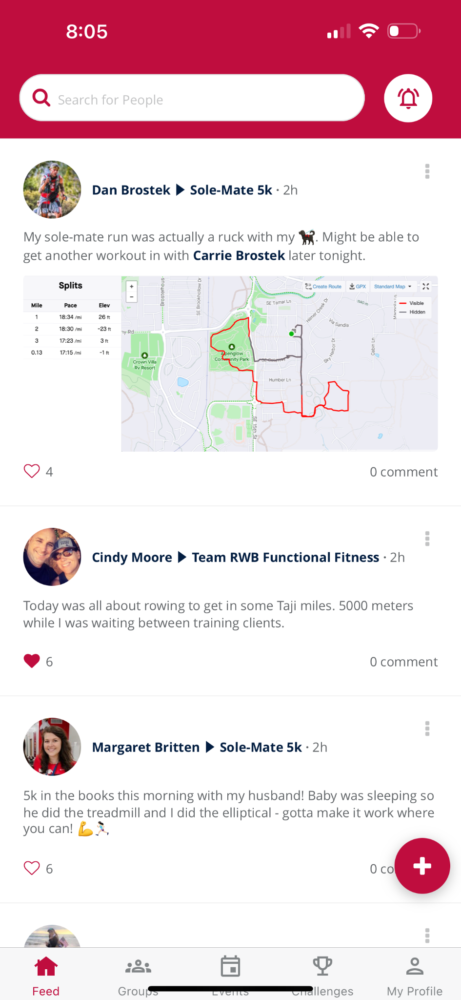 8:05
Search for People
Dan Brostek ▶ Sole-Mate 5k · 2h
My sole-mate run was actually a ruck with my 🐕‍🦺. Might be able to
get another workout in with Carrie Brostek later tonight.
Splits
Mile Pace Elev
1 18:34 /mi 26 ft
2 18:30 /mi -23 ft
3 17:23 /mi 3 ft
0.13 17:15 /mi -1 ft
+
−
Create Route
GPX
Standard Map
Visible
Hidden
Brosterhous
SE Brookhollow Dr
SE Tamar Ln
Hilmer Creek Dr
1140 m
Magnolia Ln
Via Sandia
ny Rd
Sky Harbor Dr
Cabin Ln
Alpenglow
Community Park
Crown Villa
Rv Resort
Humber Ln
SE 15th St
4
0 comment
Cindy Moore ▶ Team RWB Functional Fitness · 2h
Today was all about rowing to get in some Taji miles. 5000 meters
while I was waiting between training clients.
6
0 comment
Margaret Britten ▶ Sole-Mate 5k · 2h
5k in the books this morning with my husband! Baby was sleeping so
he did the treadmill and I did the elliptical - gotta make it work where
you can! 💪🏃🏻‍♀️
6
0 co
+
Feed
Groups
Events
Challenges
My Profile